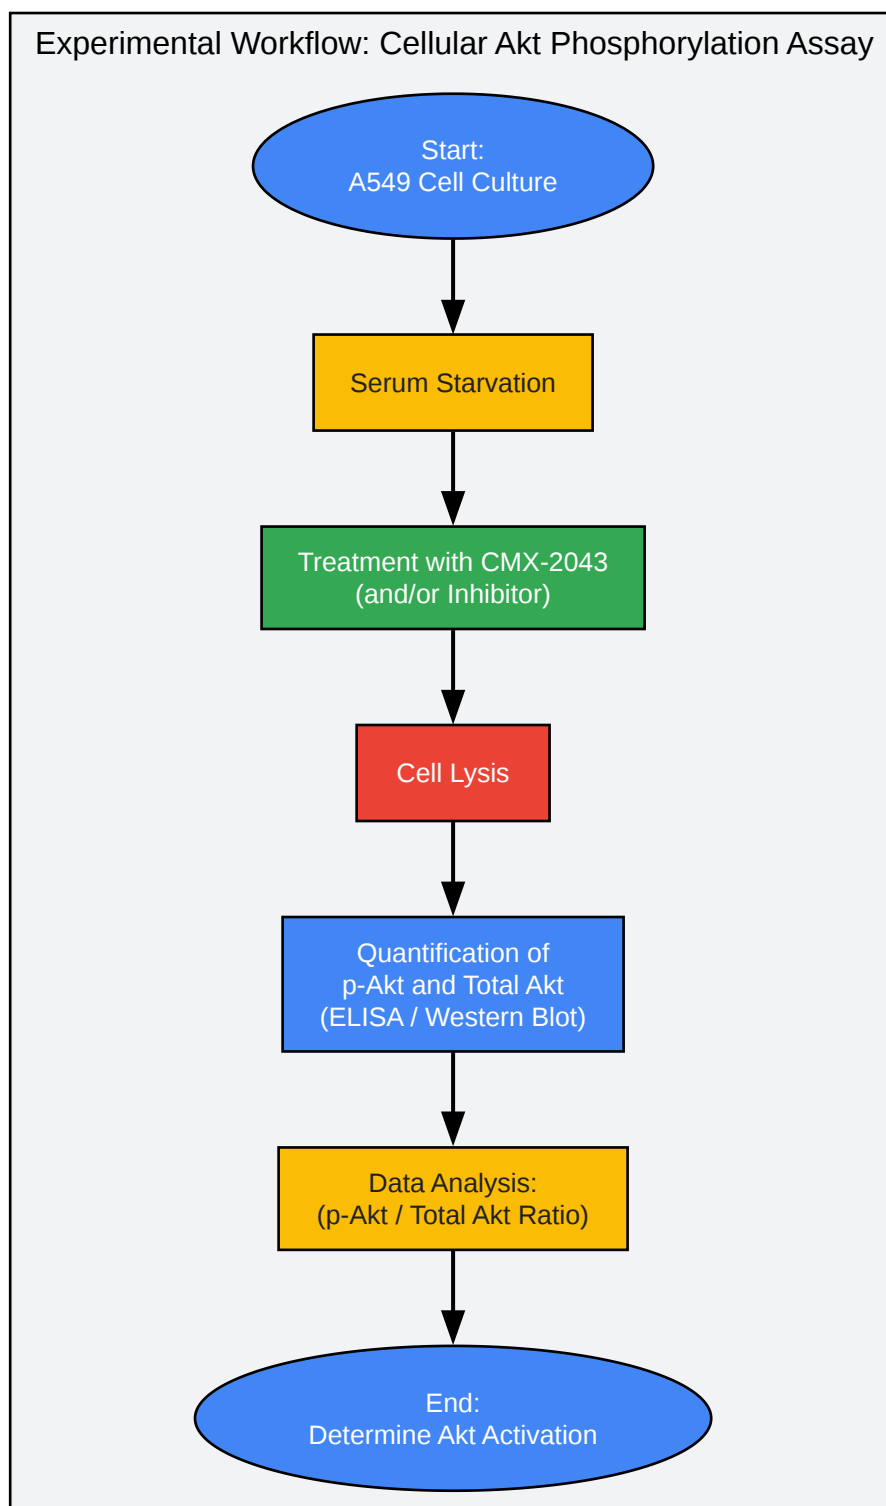 Experimental Workflow: Cellular Akt Phosphorylation Assay
Start:
A549 Cell Culture
Serum Starvation
Treatment with CMX-2043
(and/or Inhibitor)
Cell Lysis
Quantification of
p-Akt and Total Akt
(ELISA / Western Blot)
Data Analysis:
(p-Akt / Total Akt Ratio)
End:
Determine Akt Activation